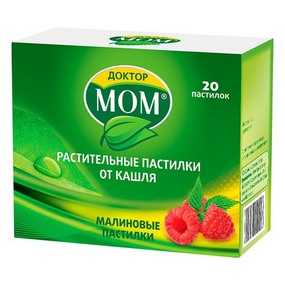 ДОКТОР
МОМ®
20
пастилок
РАСТИТЕЛЬНЫЕ ПАСТИЛКИ
ОТ КАШЛЯ
МАЛИНОВЫЕ
ПАСТИЛКИ